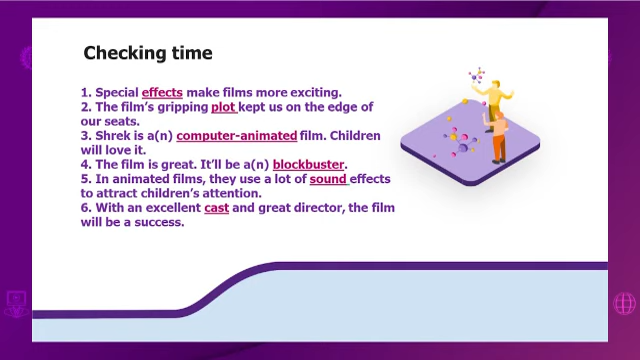 Checking time
1. Special effects make films more exciting.
2. The film's gripping plot kept us on the edge of
our seats.
3. Shrek is a(n) computer-animated film. Children
will love it.
4. The film is great. It'll be a(n) blockbuster.
5. In animated films, they use a lot of sound effects
to attract children's attention.
6. With an excellent cast and great director, the film
will be a success.